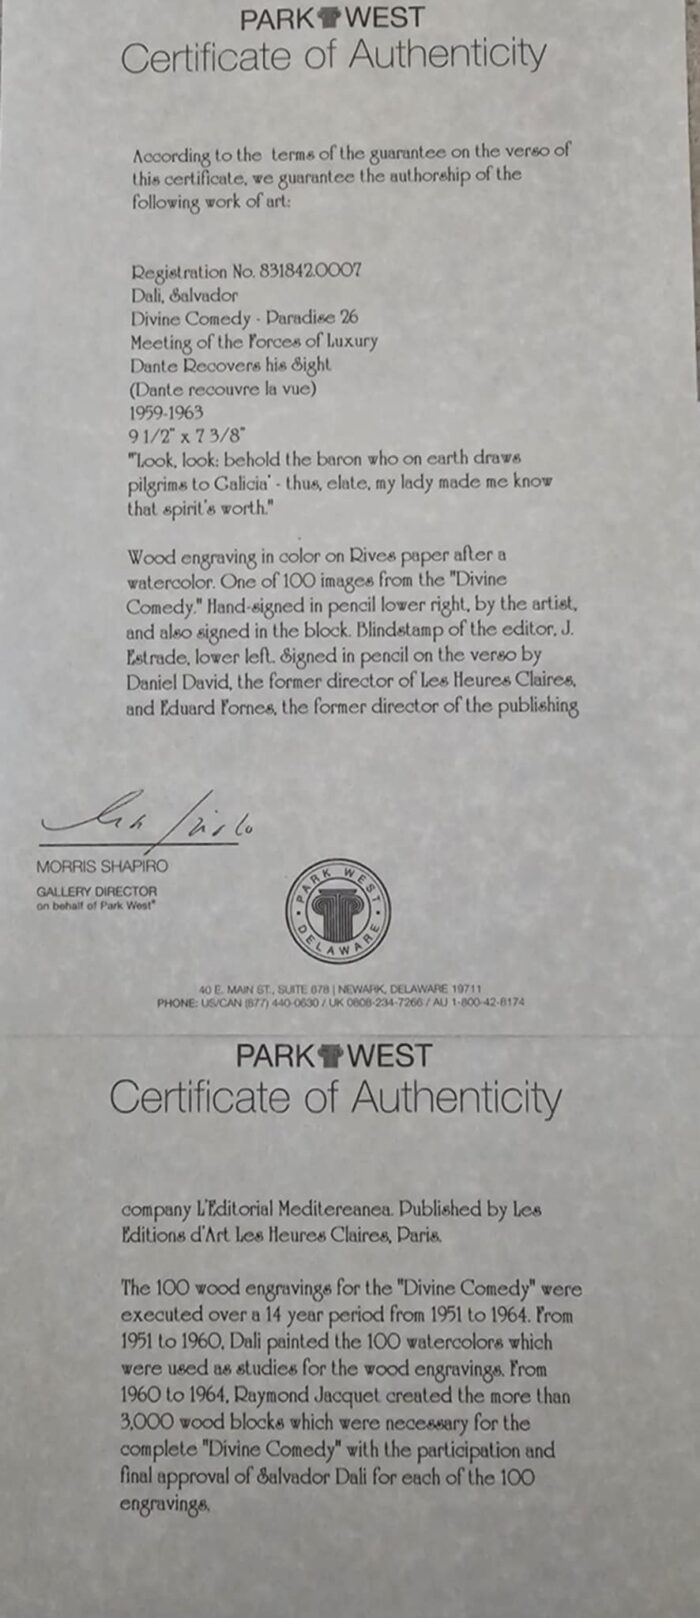 PARK WEST
Certificate of Authenticity
According to the terms of the guarantee on the verso of
this certificate, we guarantee the authorship of the
following work of art:
Registration No. 831842.0007
Dali, Salvador
Divine Comedy - Paradise 26
Meeting of the Forces of Luxury
Dante Recovers his Sight
(Dante recouvre la vue)
1959-1963
9 1/2" x 7 3/8"
"'Look, look: behold the baron who on earth draws
pilgrims to Galicia' - thus, elate, my lady made me know
that spirit's worth."
Wood engraving in color on Rives paper after a
watercolor. One of 100 images from the "Divine
Comedy." Hand-signed in pencil lower right, by the artist,
and also signed in the block. Blindstamp of the editor, J.
Estrade, lower left. Signed in pencil on the verso by
Daniel David, the former director of Les Heures Claires,
and Eduard Fornes, the former director of the publishing
MORRIS SHAPIRO
GALLERY DIRECTOR
on behalf of Park West®
PARK WEST
DELAWARE
40 E. MAIN ST., SUITE 678 | NEWARK, DELAWARE 19711
PHONE: US/CAN (877) 440-0630 / UK 0808-234-7266 / AU 1-800-42-8174
PARK WEST
Certificate of Authenticity
company L'Editorial Meditereanea. Published by Les
Editions d'Art Les Heures Claires, Paris.
The 100 wood engravings for the "Divine Comedy" were
executed over a 14 year period from 1951 to 1964. From
1951 to 1960, Dali painted the 100 watercolors which
were used as studies for the wood engravings. From
1960 to 1964, Raymond Jacquet created the more than
3,000 wood blocks which were necessary for the
complete "Divine Comedy" with the participation and
final approval of Salvador Dali for each of the 100
engravings.